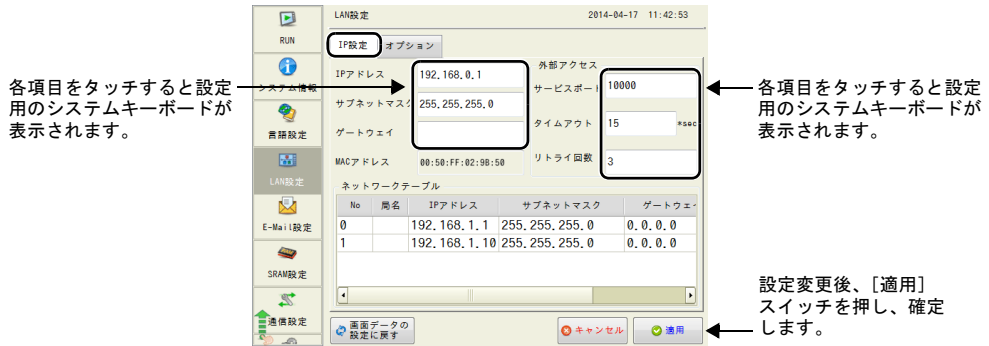 各項目をタッチすると設定
用のシステムキーボードが
表示されます。
RUN
システム情報
言語設定
LAN設定
E-Mail設定
SRAM設定
通信設定
LAN設定 2014-04-17 11:42:53
IP設定 オプション
IPアドレス 192.168.0.1
サブネットマスク 255.255.255.0
ゲートウェイ
MACアドレス 00:50:FF:02:9B:50
外部アクセス
サービスポート 10000
タイムアウト 15 *sec
リトライ回数 3
ネットワークテーブル
No 局名 IPアドレス サブネットマスク ゲートウェイ
0 192.168.1.1 255.255.255.0 0.0.0.0
1 192.168.1.10 255.255.255.0 0.0.0.0
画面データの
設定に戻す
キャンセル
適用
各項目をタッチすると設定
用のシステムキーボードが
表示されます。
設定変更後、[適用]
スイッチを押し、確定
します。